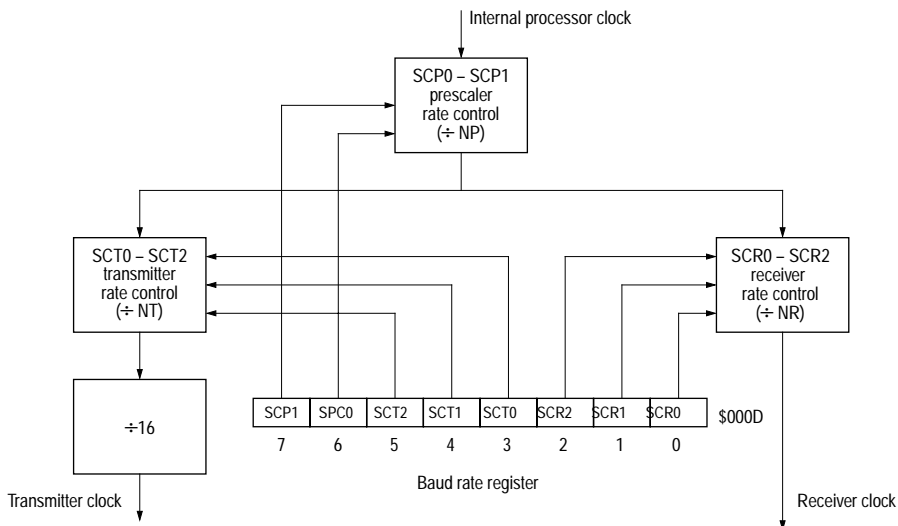 Internal processor clock
SCP0 – SCP1
prescaler
rate control
(÷ NP)
SCT0 – SCT2
transmitter
rate control
(÷ NT)
SCR0 – SCR2
receiver
rate control
(÷ NR)
÷16
SCP1 SPC0 SCT2 SCT1 SCT0 SCR2 SCR1 SCR0 $000D
7 6 5 4 3 2 1 0
Baud rate register
Transmitter clock
Receiver clock